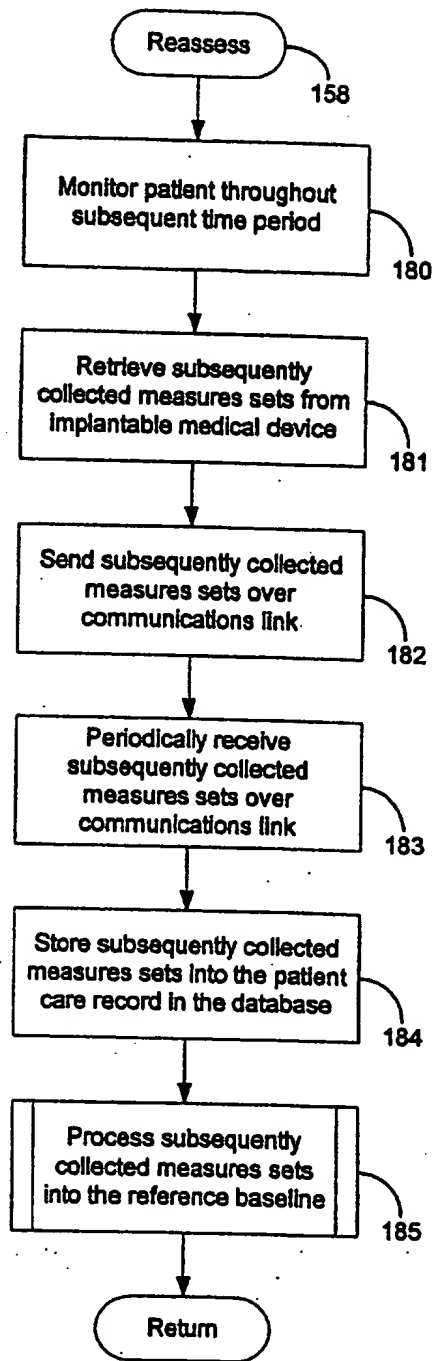 Reassess
158
Monitor patient throughout
subsequent time period
180
Retrieve subsequently
collected measures sets from
implantable medical device
181
Send subsequently collected
measures sets over
communications link
182
Periodically receive
subsequently collected
measures sets over
communications link
183
Store subsequently collected
measures sets into the patient
care record in the database
184
Process subsequently
collected measures sets
into the reference baseline
185
Return